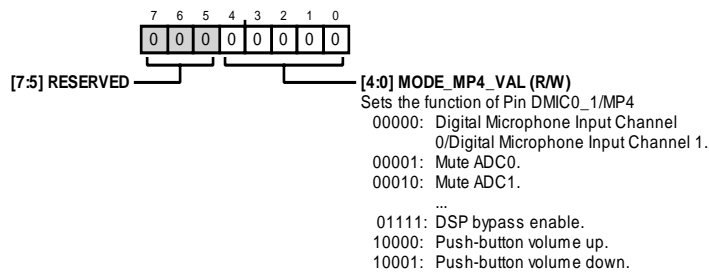 7 6 5 4 3 2 1 0
0 0 0 0 0 0 0 0
[7:5] RESERVED
[4:0] MODE_MP4_VAL (R/W)
Sets the function of Pin DMIC0_1/MP4
00000: Digital Microphone Input Channel
0/Digital Microphone Input Channel 1.
00001: Mute ADC0.
00010: Mute ADC1.
...
01111: DSP bypass enable.
10000: Push-button volume up.
10001: Push-button volume down.